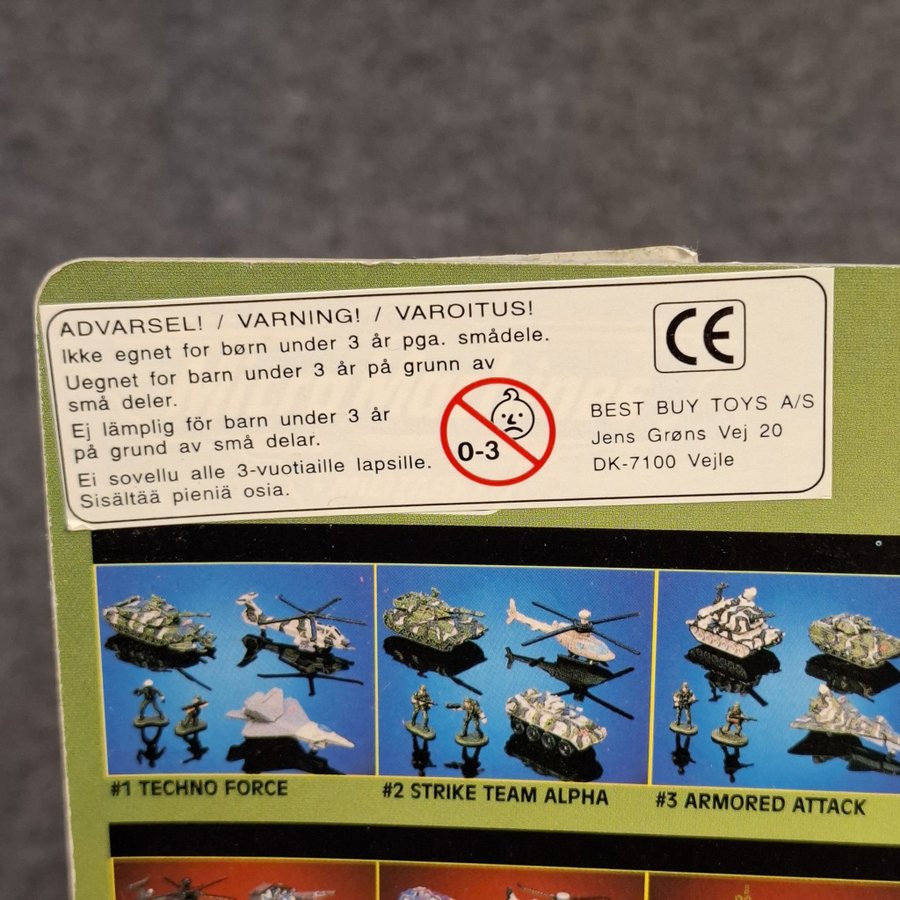 ADVARSEL! / VARNING! / VAROITUS!
Ikke egnet for børn under 3 år pga. smådele.
Uegnet for barn under 3 år på grunn av
små deler.
Ej lämplig för barn under 3 år
på grund av små delar.
Ei sovellu alle 3-vuotiaille lapsille.
Sisältää pieniä osia.
0-3
CE
BEST BUY TOYS A/S
Jens Grøns Vej 20
DK-7100 Vejle
#1 TECHNO FORCE
#2 STRIKE TEAM ALPHA
#3 ARMORED ATTACK